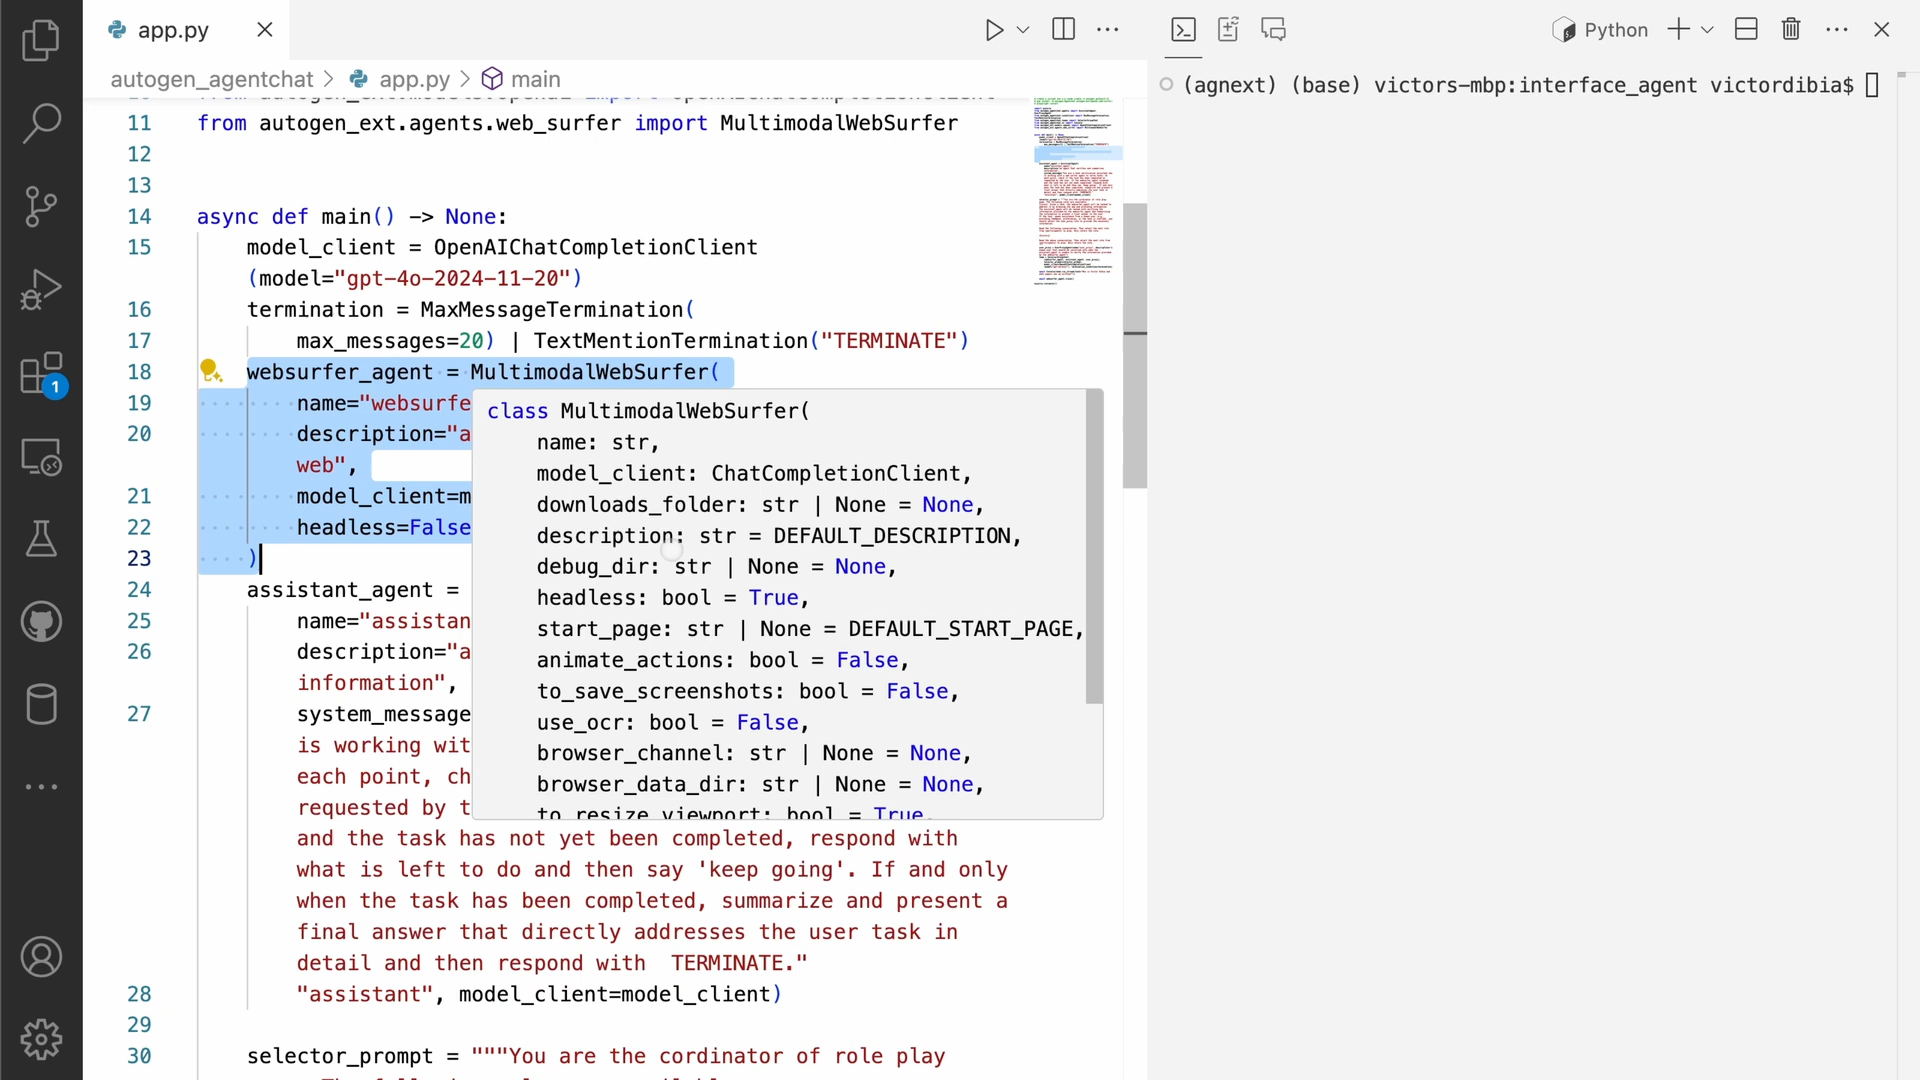 app.py
Python
autogen_agentchat > app.py > main
(agnext) (base) victors-mbp:interface_agent victordibia$
11 from autogen_ext.agents.web_surfer import MultimodalWebSurfer
12
13
14 async def main() -> None:
15 model_client = OpenAIChatCompletionClient
(model="gpt-4o-2024-11-20")
16 termination = MaxMessageTermination(
17 max_messages=20) | TextMentionTermination("TERMINATE")
18 websurfer_agent = MultimodalWebSurfer(
19 name="websurfe
20 description="a
web",
21 model_client=m
22 headless=False
23 )
24 assistant_agent =
25 name="assistan
26 description="a
information",
27 system_message
is working wit
each point, ch
requested by t
and the task has not yet been completed, respond with
what is left to do and then say 'keep going'. If and only
when the task has been completed, summarize and present a
final answer that directly addresses the user task in
detail and then respond with  TERMINATE."
28 "assistant", model_client=model_client)
29
30 selector_prompt = """You are the cordinator of role play
class MultimodalWebSurfer(
name: str,
model_client: ChatCompletionClient,
downloads_folder: str | None = None,
description: str = DEFAULT_DESCRIPTION,
debug_dir: str | None = None,
headless: bool = True,
start_page: str | None = DEFAULT_START_PAGE,
animate_actions: bool = False,
to_save_screenshots: bool = False,
use_ocr: bool = False,
browser_channel: str | None = None,
browser_data_dir: str | None = None,
to_resize_viewport: bool = True,
1